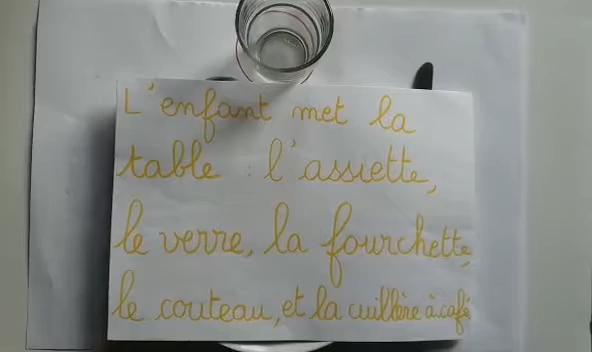 L'enfant met la
table : l'assiette,
le verre, la fourchette,
le couteau, et la cuillère à café